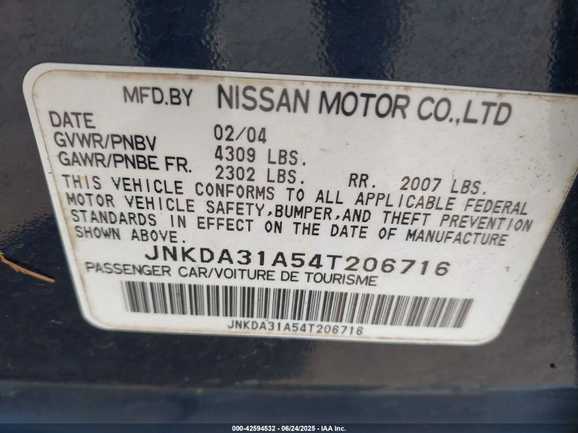 MFD.BY NISSAN MOTOR CO.,LTD
DATE 02/04
GVWR/PNBV 4309 LBS.
GAWR/PNBE FR. 2302 LBS. RR. 2007 LBS.
THIS VEHICLE CONFORMS TO ALL APPLICABLE FEDERAL
MOTOR VEHICLE SAFETY,BUMPER,AND THEFT PREVENTION
STANDARDS IN EFFECT ON THE DATE OF MANUFACTURE
SHOWN ABOVE.
JNKDA31A54T206716
PASSENGER CAR/VOITURE DE TOURISME
JNKDA31A54T206716
000-42594532 - 06/24/2025 - IAA Inc.